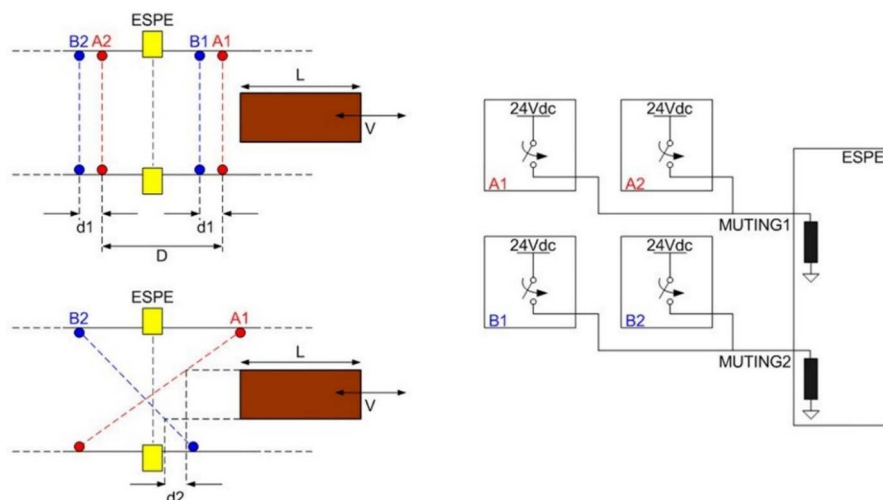 ESPE
B2 A2 B1 A1
L
V
d1 d1
D
ESPE
B2 A1
L
V
d2
24Vdc 24Vdc
ESPE
A1 A2
MUTING1
24Vdc 24Vdc
B1 B2
MUTING2